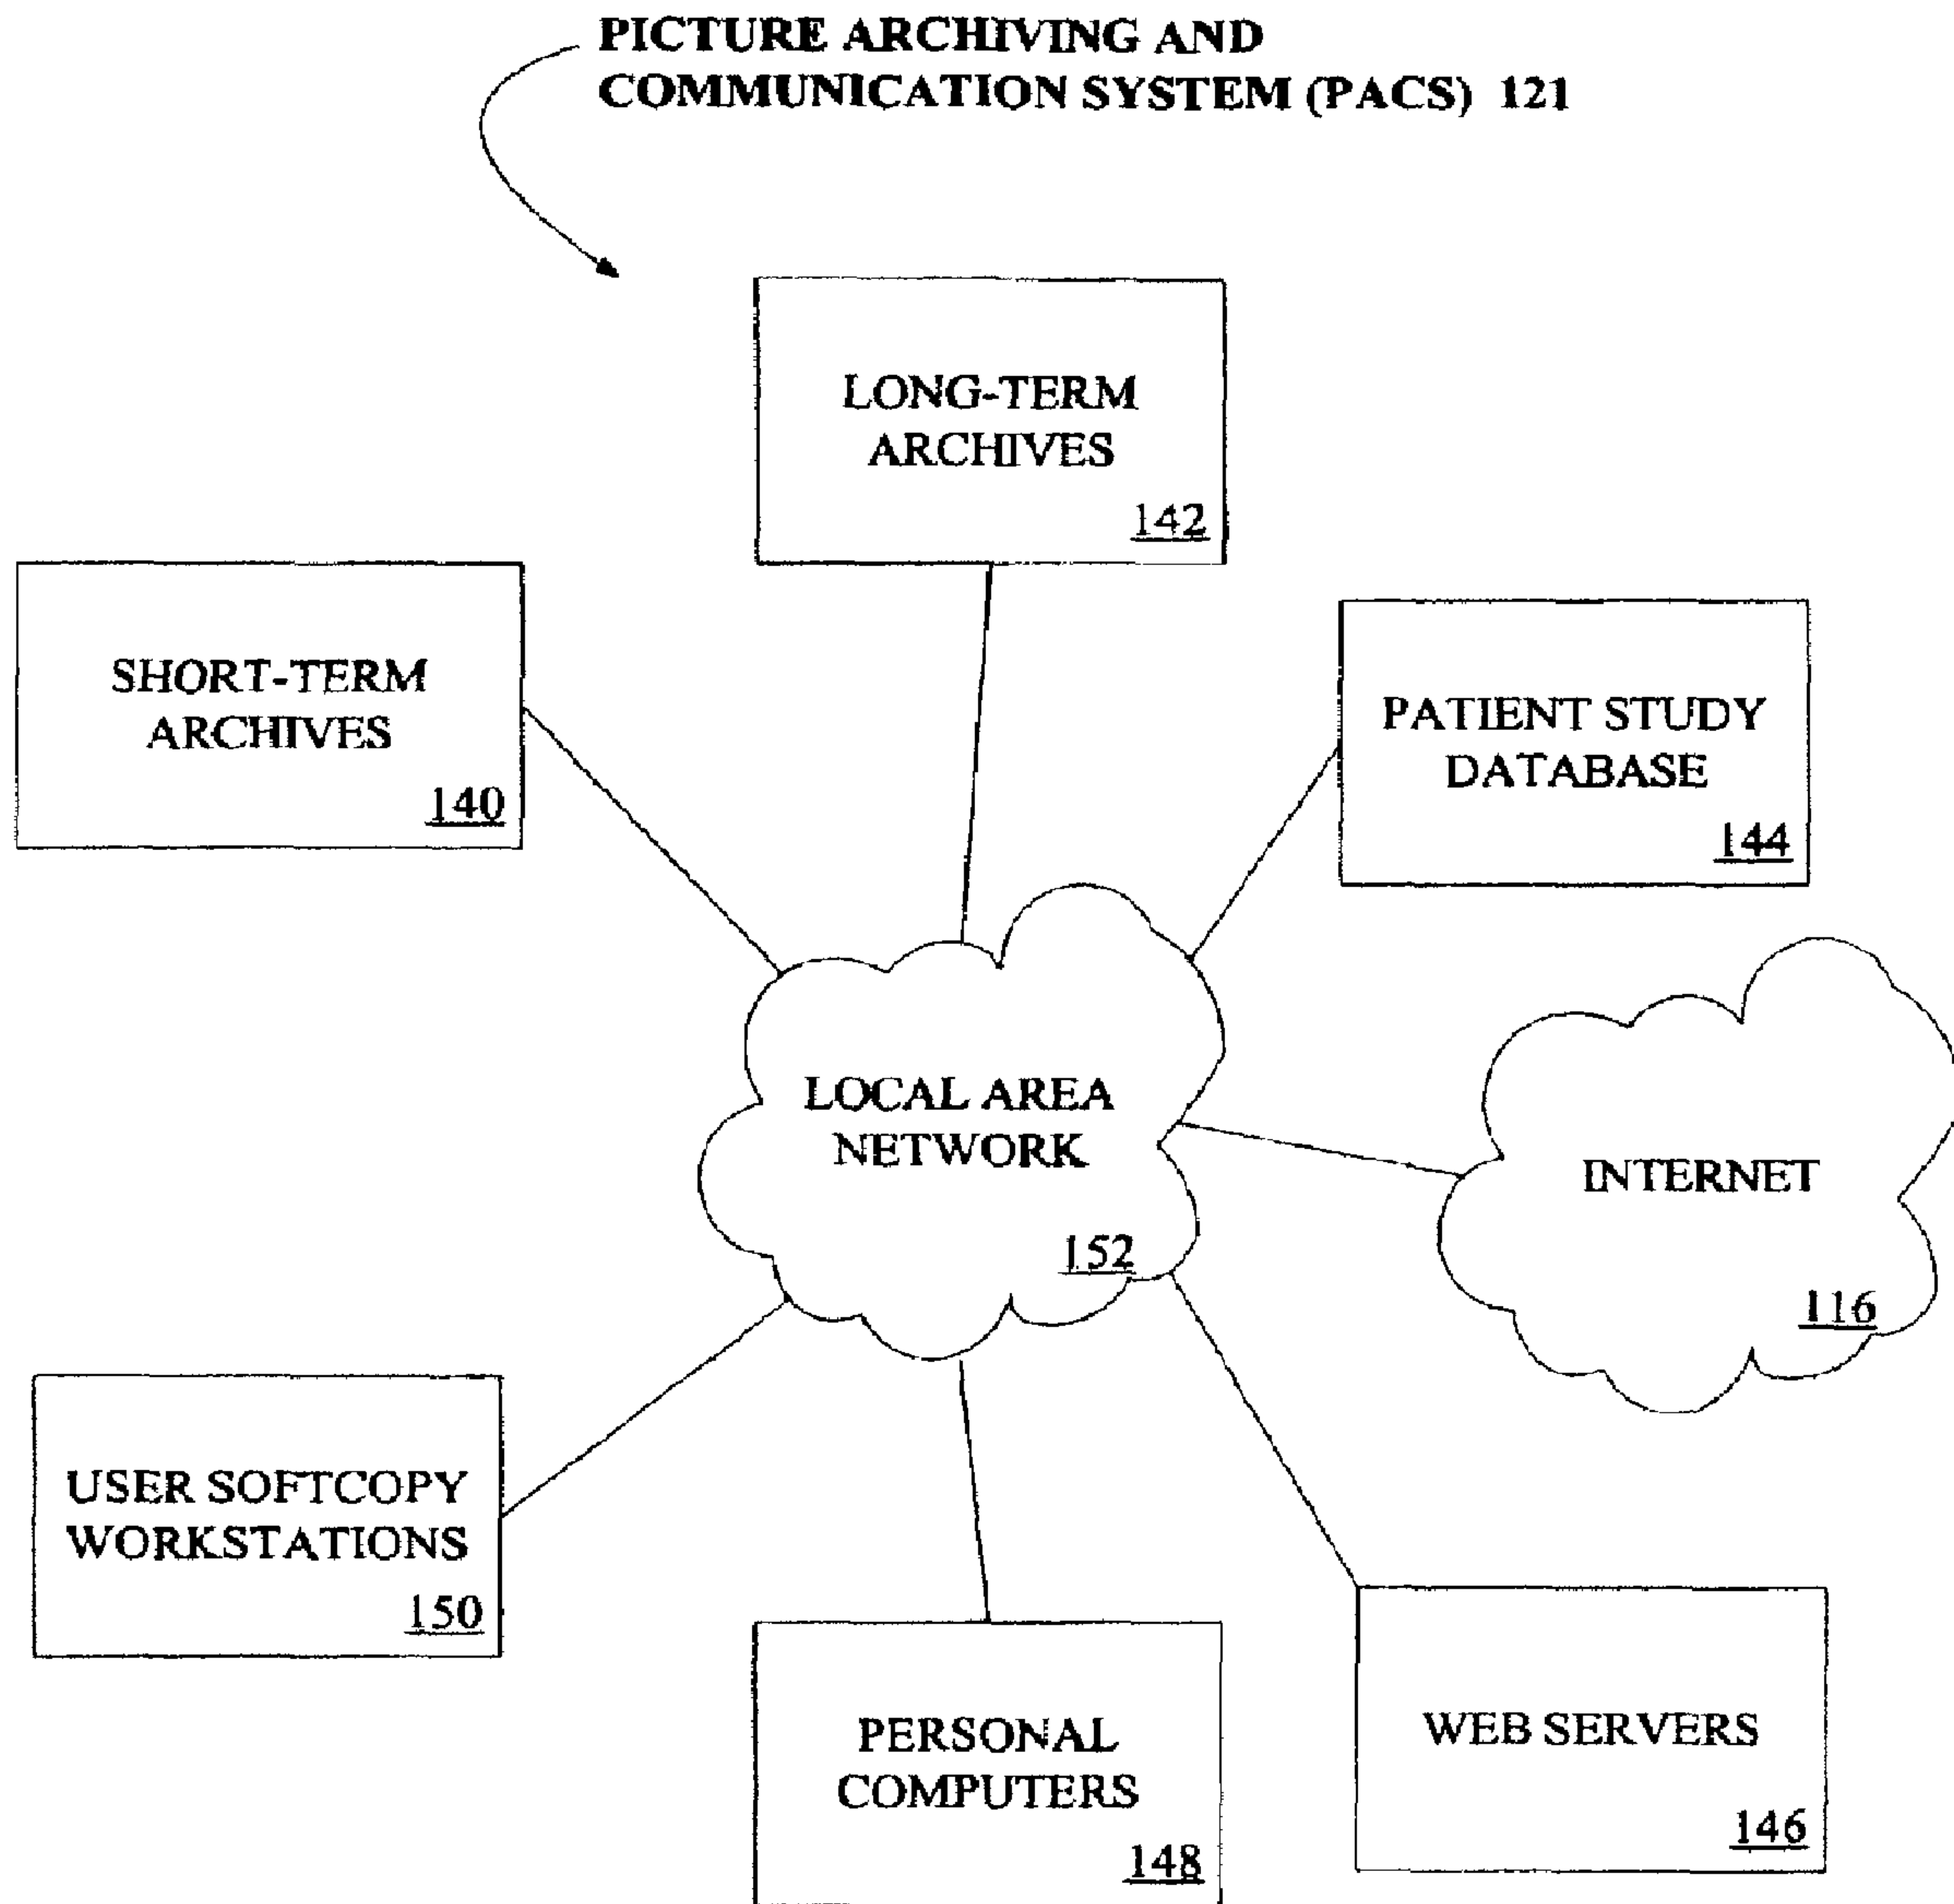 PICTURE ARCHIVING AND
COMMUNICATION SYSTEM (PACS) 121
LONG-TERM
ARCHIVES
142
SHORT-TERM
ARCHIVES
140
PATIENT STUDY
DATABASE
144
LOCAL AREA
NETWORK
152
INTERNET
116
USER SOFTCOPY
WORKSTATIONS
150
PERSONAL
COMPUTERS
148
WEB SERVERS
146